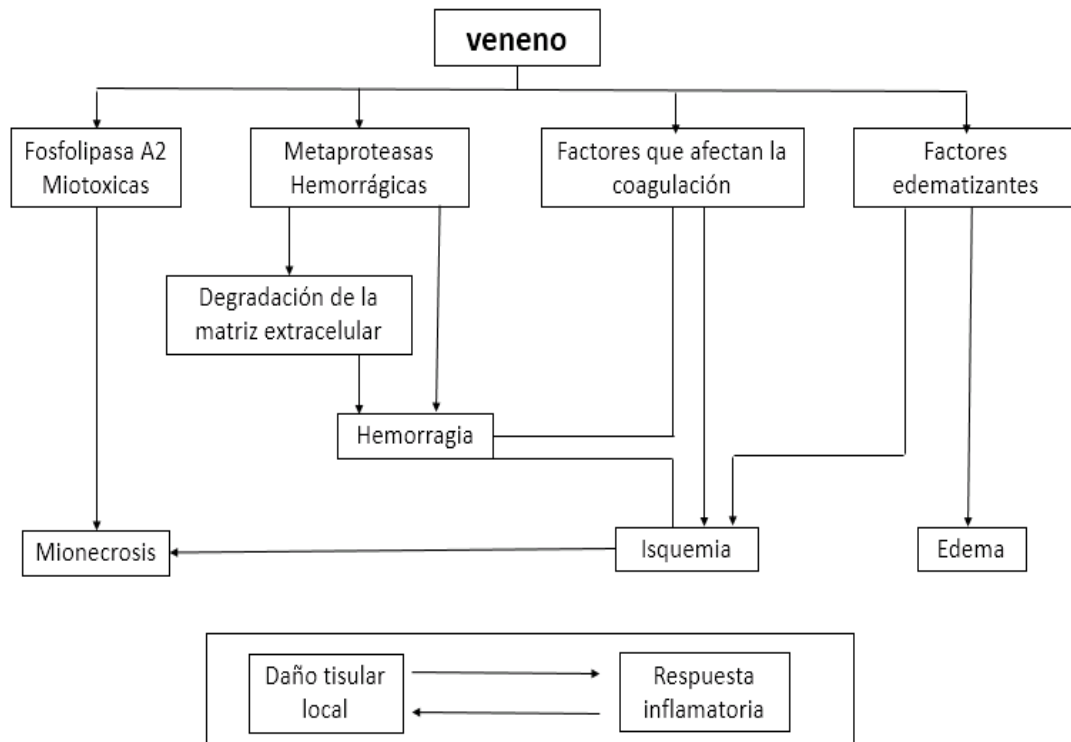 veneno
Fosfolipasa A2
Miotoxicas
Metaproteasas
Hemorrágicas
Factores que afectan la
coagulación
Factores
edematizantes
Degradación de la
matriz extracelular
Hemorragia
Mionecrosis
Isquemia
Edema
Daño tisular
local
Respuesta
inflamatoria